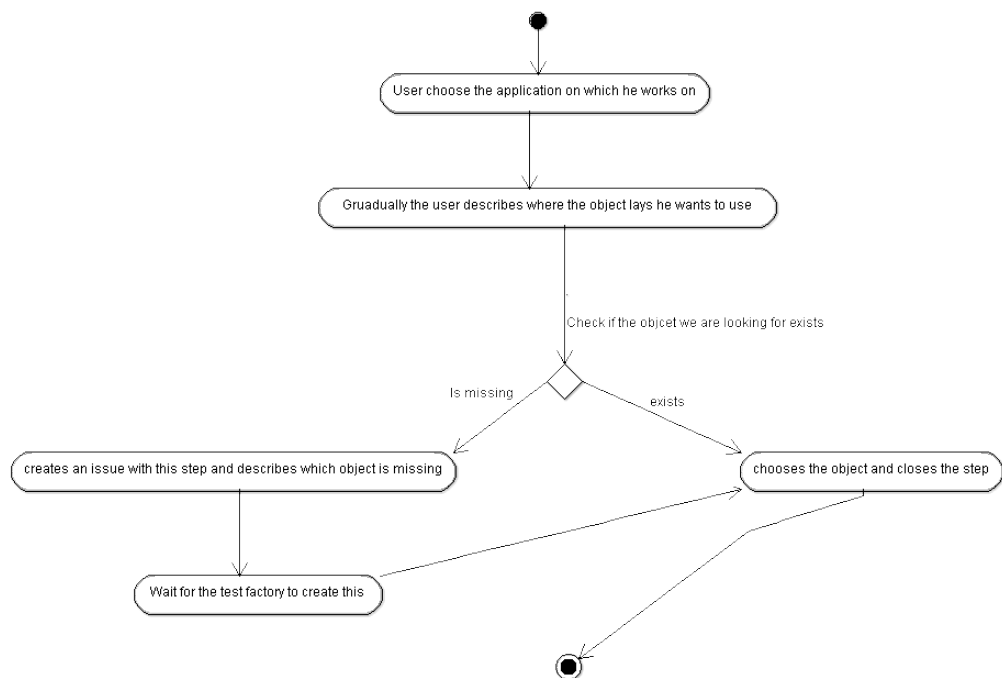 User choose the application on which he works on
Gruadually the user describes where the object lays he wants to use
Check if the objcet we are looking for exists
Is missing
exists
creates an issue with this step and describes which object is missing
chooses the object and closes the step
Wait for the test factory to create this